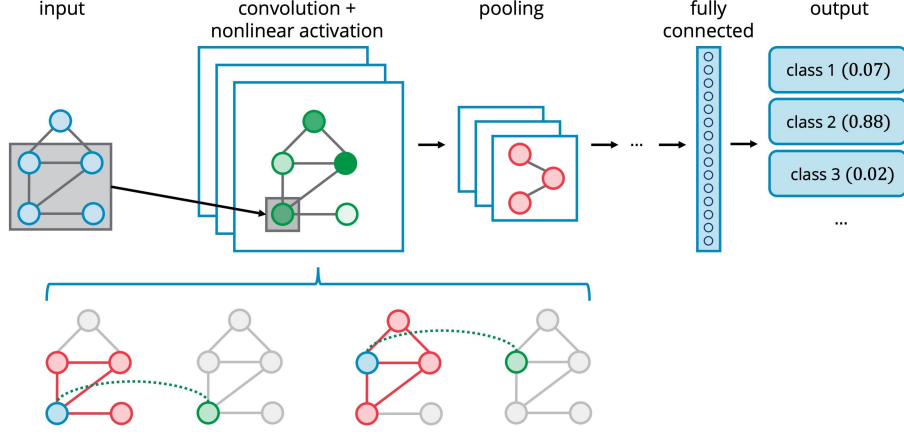 input
convolution +
nonlinear activation
pooling
...
fully
connected
output
class 1 (0.07)
class 2 (0.88)
class 3 (0.02)
...